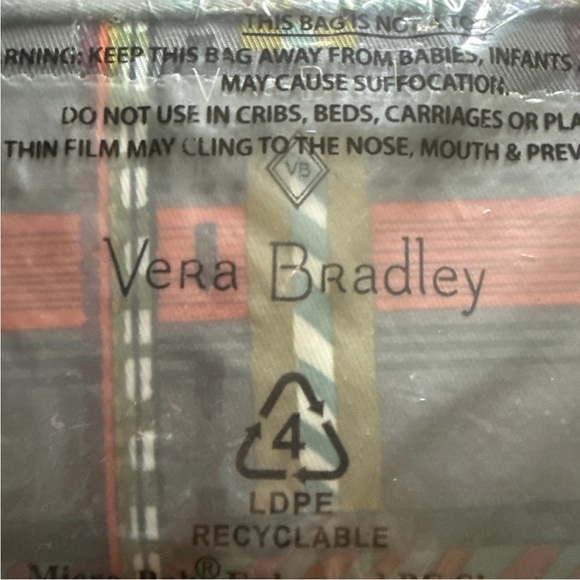 THIS BAG IS NOT A TO
RNING: KEEP THIS BAG AWAY FROM BABIES, INFANTS
MAY CAUSE SUFFOCATION.
DO NOT USE IN CRIBS, BEDS, CARRIAGES OR PLA
THIN FILM MAY CLING TO THE NOSE, MOUTH & PREV
VB
Vera Bradley
4
LDPE
RECYCLABLE